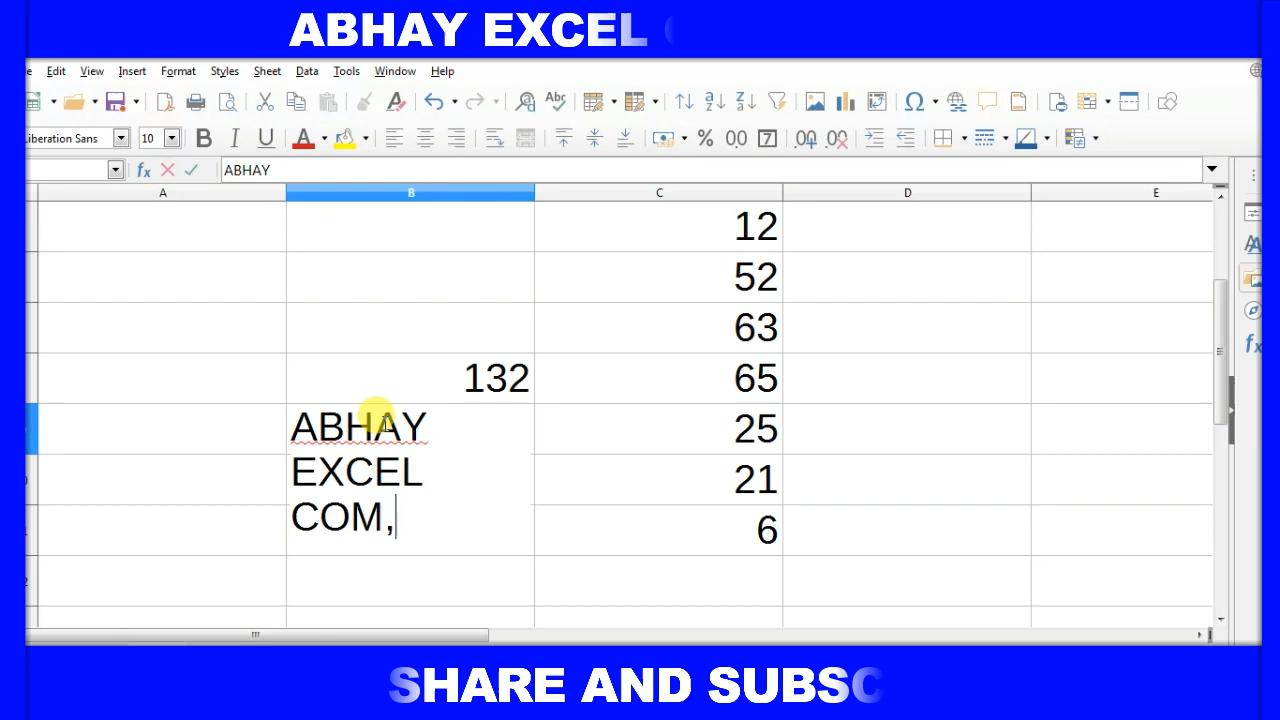 ABHAY EXCEL
Edit View Insert Format Styles Sheet Data Tools Window Help
Liberation Sans 10
ABHAY
A B C D E
12
52
63
132 65
ABHAY 25
EXCEL 21
COM, 6
SHARE AND SUBSC